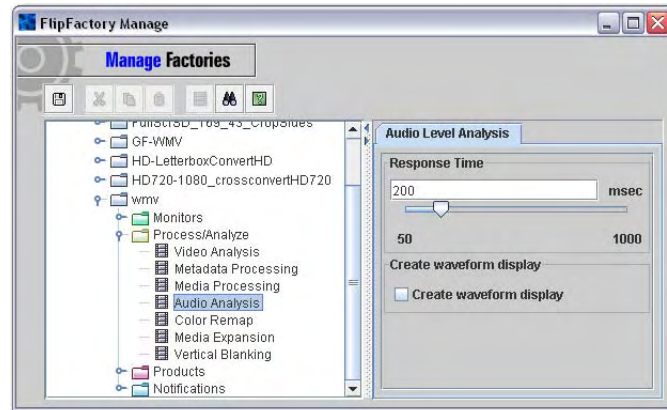 FlipFactory Manage
Manage Factories
FullSclSD_169_43_CropSides
GF-WMV
HD-LetterboxConvertHD
HD720-1080_crossconvertHD720
wmv
Monitors
Process/Analyze
Video Analysis
Metadata Processing
Media Processing
Audio Analysis
Color Remap
Media Expansion
Vertical Blanking
Products
Notifications
Audio Level Analysis
Response Time
200 msec
50 1000
Create waveform display
Create waveform display